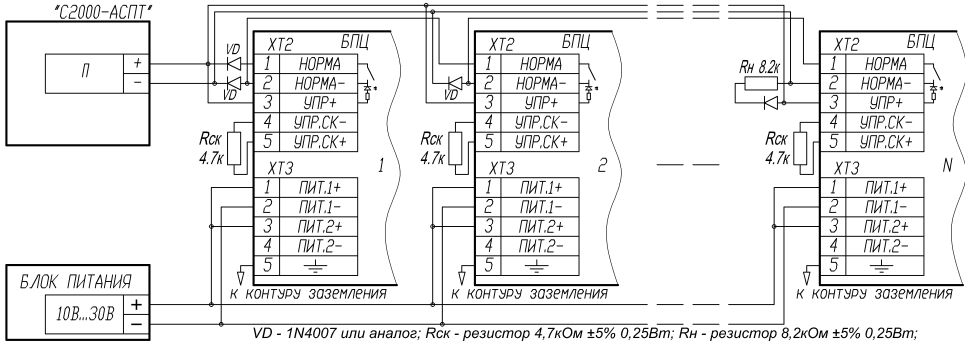 "С2000-АСПТ"
П
+
−
VD
VD
ХТ2 БПЦ
1 НОРМА
2 НОРМА-
3 УПР+
4 УПР.СК-
5 УПР.СК+
Rск
4.7к
1
ХТ3
1 ПИТ.1+
2 ПИТ.1-
3 ПИТ.2+
4 ПИТ.2-
5
К КОНТУРУ ЗАЗЕМЛЕНИЯ
VD
ХТ2 БПЦ
1 НОРМА
2 НОРМА-
3 УПР+
4 УПР.СК-
5 УПР.СК+
Rск
4.7к
2
ХТ3
1 ПИТ.1+
2 ПИТ.1-
3 ПИТ.2+
4 ПИТ.2-
5
К КОНТУРУ ЗАЗЕМЛЕНИЯ
Rн 8.2к
ХТ2 БПЦ
1 НОРМА
2 НОРМА-
3 УПР+
4 УПР.СК-
5 УПР.СК+
Rск
4.7к
N
ХТ3
1 ПИТ.1+
2 ПИТ.1-
3 ПИТ.2+
4 ПИТ.2-
5
К КОНТУРУ ЗАЗЕМЛЕНИЯ
БЛОК ПИТАНИЯ
10В...30В
+
−
VD - 1N4007 или аналог; Rск - резистор 4,7кОм ±5% 0,25Вт; Rн - резистор 8,2кОм ±5% 0,25Вт;